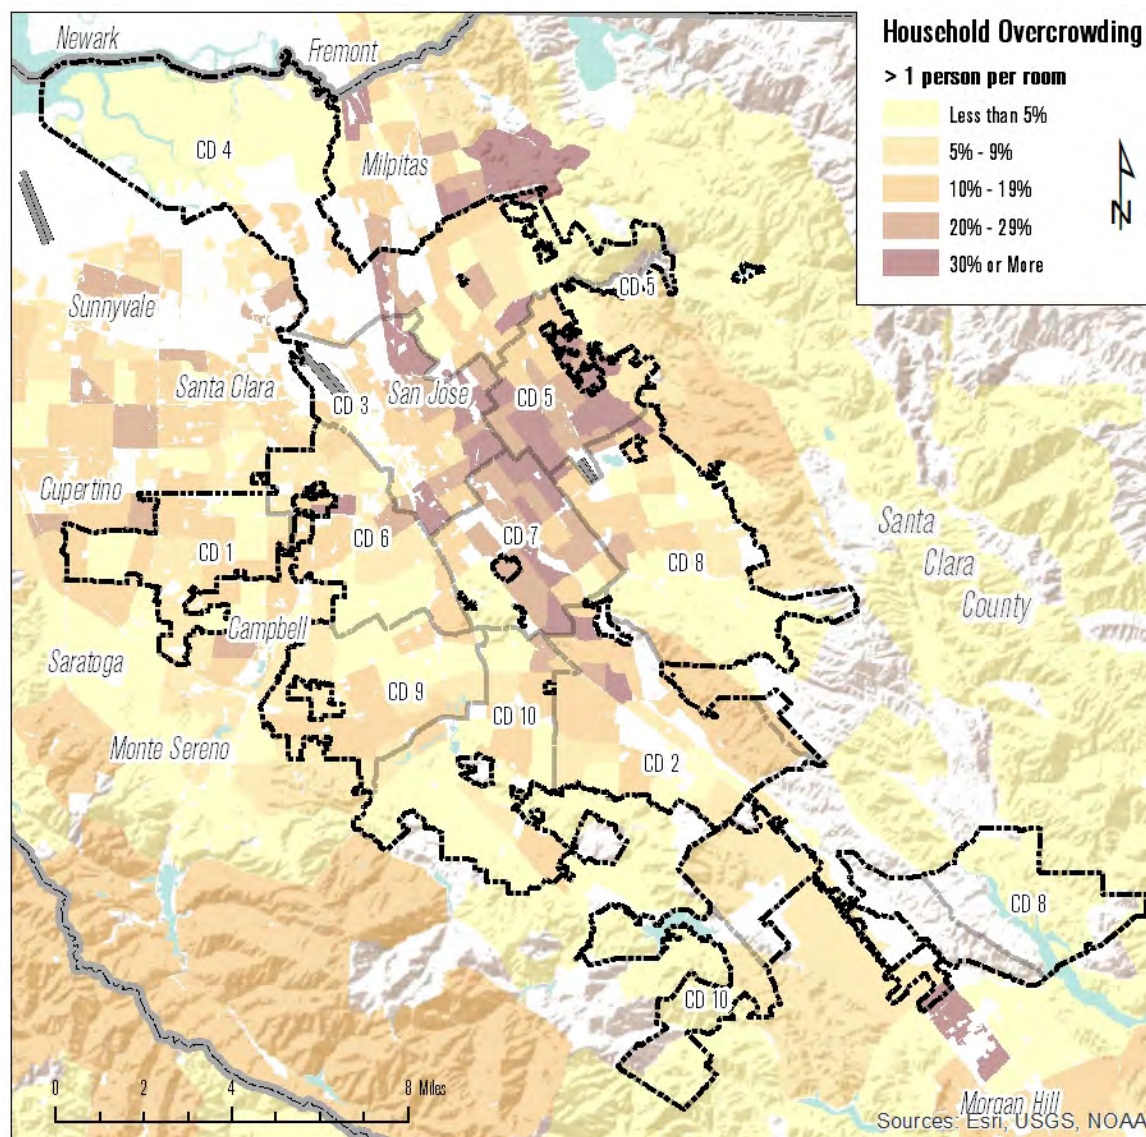 Household Overcrowding
> 1 person per room
Less than 5%
5% - 9%
10% - 19%
20% - 29%
30% or More
N
Newark
Fremont
CD 4
Milpitas
CD 5
Sunnyvale
Santa Clara
San Jose
CD 3
CD 5
Cupertino
Santa
Clara
County
CD 1
CD 6
CD 7
CD 8
Campbell
Saratoga
CD 9
CD 10
Monte Sereno
CD 2
CD 8
CD 10
0 2 4 8 Miles
Morgan Hill
Sources: Esri, USGS, NOAA